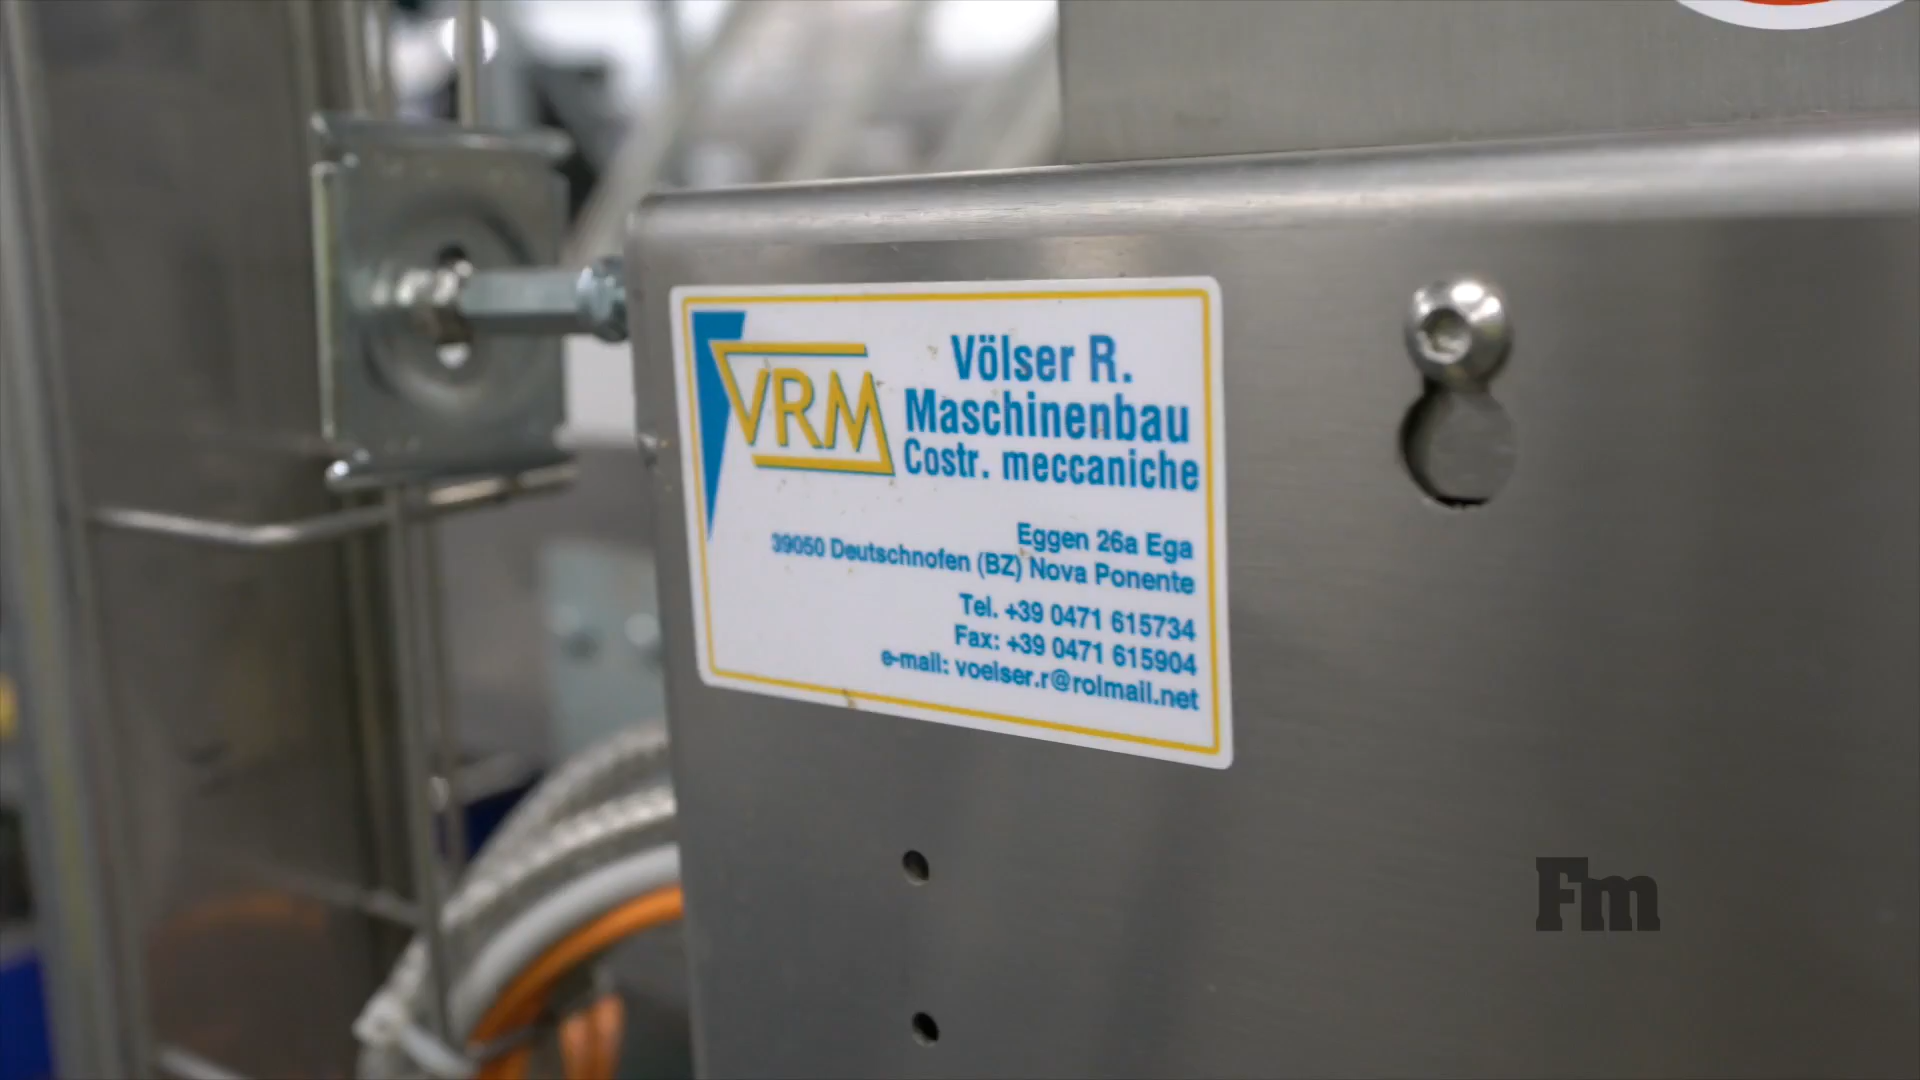 VRM
Völser R.
Maschinenbau
Costr. meccaniche
Eggen 26a Ega
39050 Deutschnofen (BZ) Nova Ponente
Tel. +39 0471 615734
Fax: +39 0471 615904
e-mail: voelser.r@rolmail.net
Fm